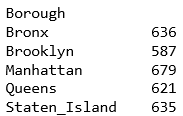 Borough
Bronx 636
Brooklyn 587
Manhattan 679
Queens 621
Staten_Island 635